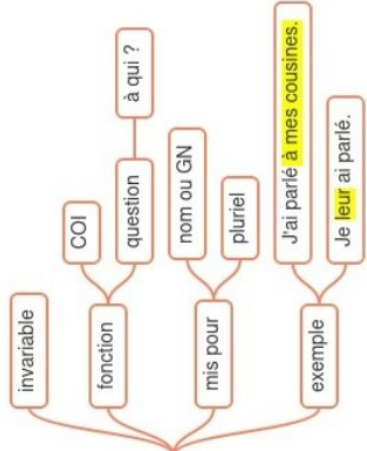 invariable
fonction
COI
question
à qui ?
mis pour
nom ou GN
pluriel
exemple
J'ai parlé à mes cousines.
Je leur ai parlé.